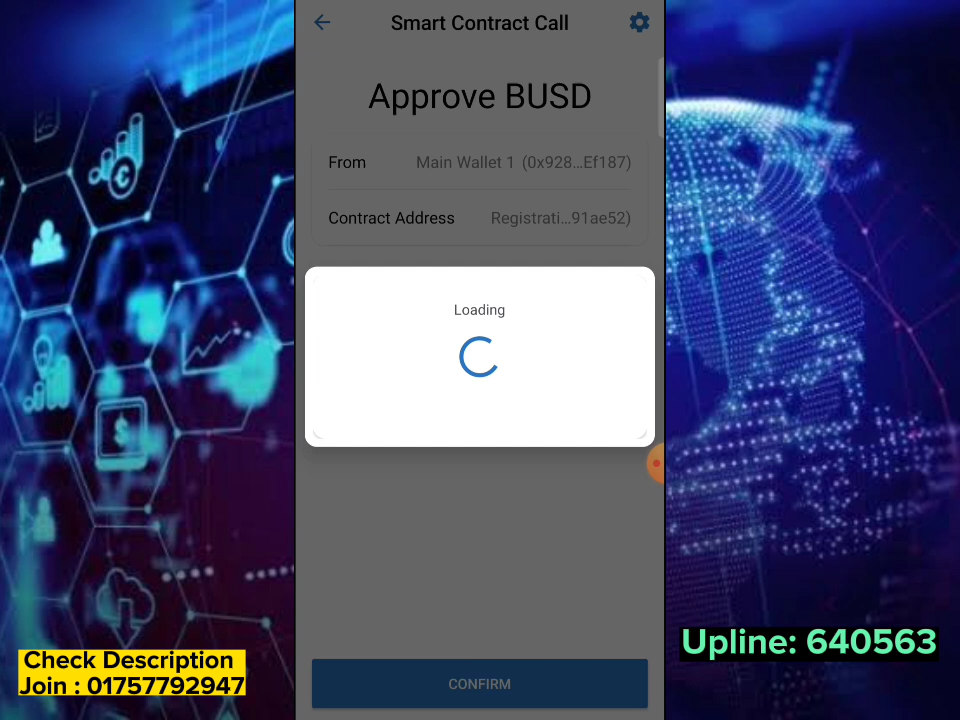 Smart Contract Call
Approve BUSD
From Main Wallet 1 (0x928...Ef187)
Contract Address Registrati...91ae52)
Loading
CONFIRM
Check Description
Join : 01757792947
Upline: 640563